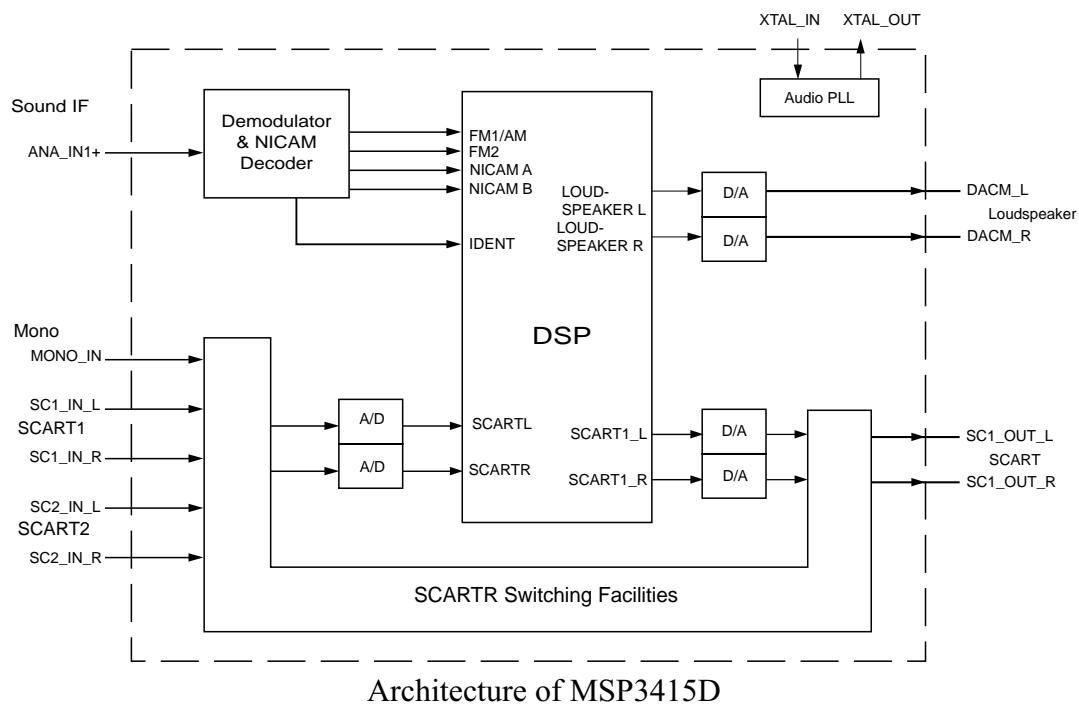 XTAL_IN
XTAL_OUT
Audio PLL
Sound IF
ANA_IN1+
Demodulator
& NICAM
Decoder
FM1/AM
FM2
NICAM A
NICAM B
IDENT
LOUD-
SPEAKER L
LOUD-
SPEAKER R
D/A
D/A
DACM_L
Loudspeaker
DACM_R
DSP
Mono
MONO_IN
SC1_IN_L
SCART1
SC1_IN_R
SC2_IN_L
SCART2
SC2_IN_R
A/D
A/D
SCARTL
SCARTR
SCART1_L
SCART1_R
D/A
D/A
SC1_OUT_L
SCART
SC1_OUT_R
SCARTR Switching Facilities
Architecture of MSP3415D